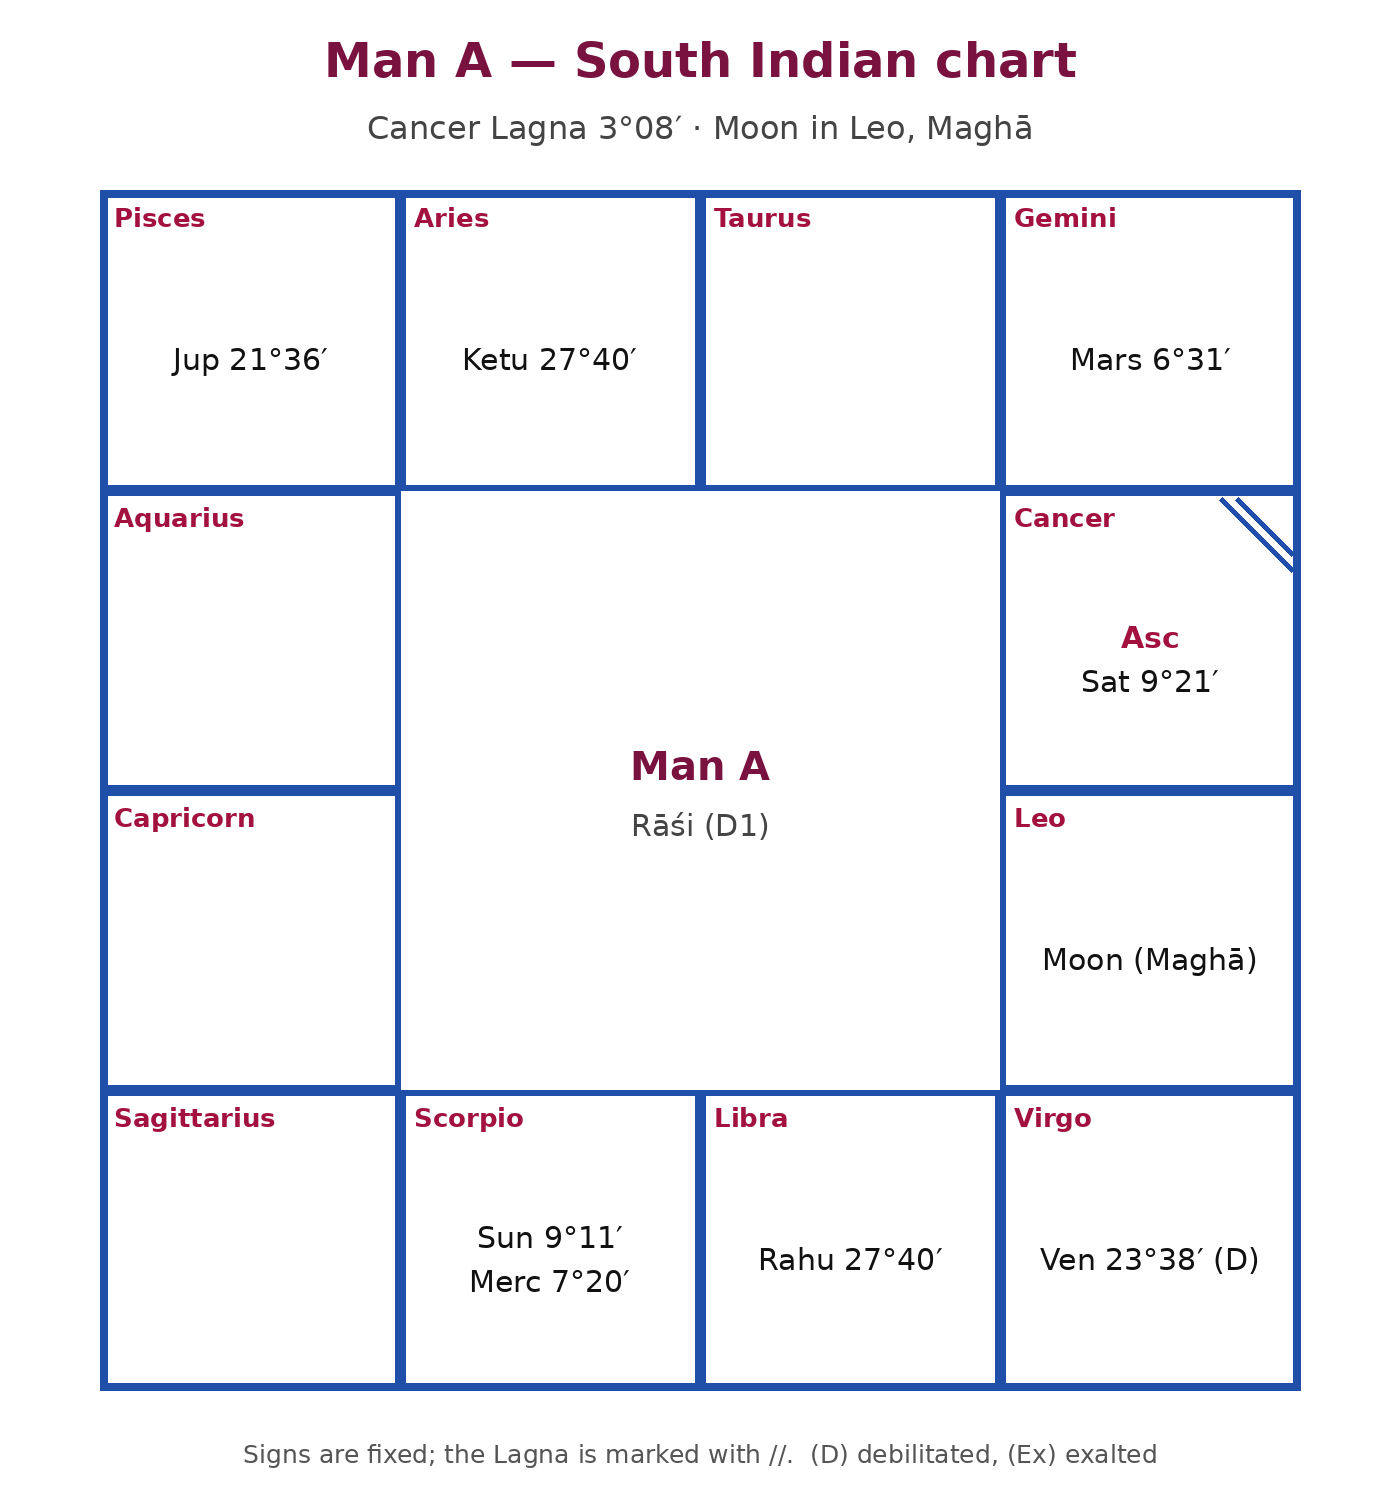 Man A — South Indian chart
Cancer Lagna 3°08′ · Moon in Leo, Maghā
Pisces
Jup 21°36′
Aries
Ketu 27°40′
Taurus
Gemini
Mars 6°31′
Aquarius
Cancer
Asc
Sat 9°21′
Man A
Rāśi (D1)
Capricorn
Leo
Moon (Maghā)
Sagittarius
Scorpio
Sun 9°11′
Merc 7°20′
Libra
Rahu 27°40′
Virgo
Ven 23°38′ (D)
Signs are fixed; the Lagna is marked with //.  (D) debilitated, (Ex) exalted